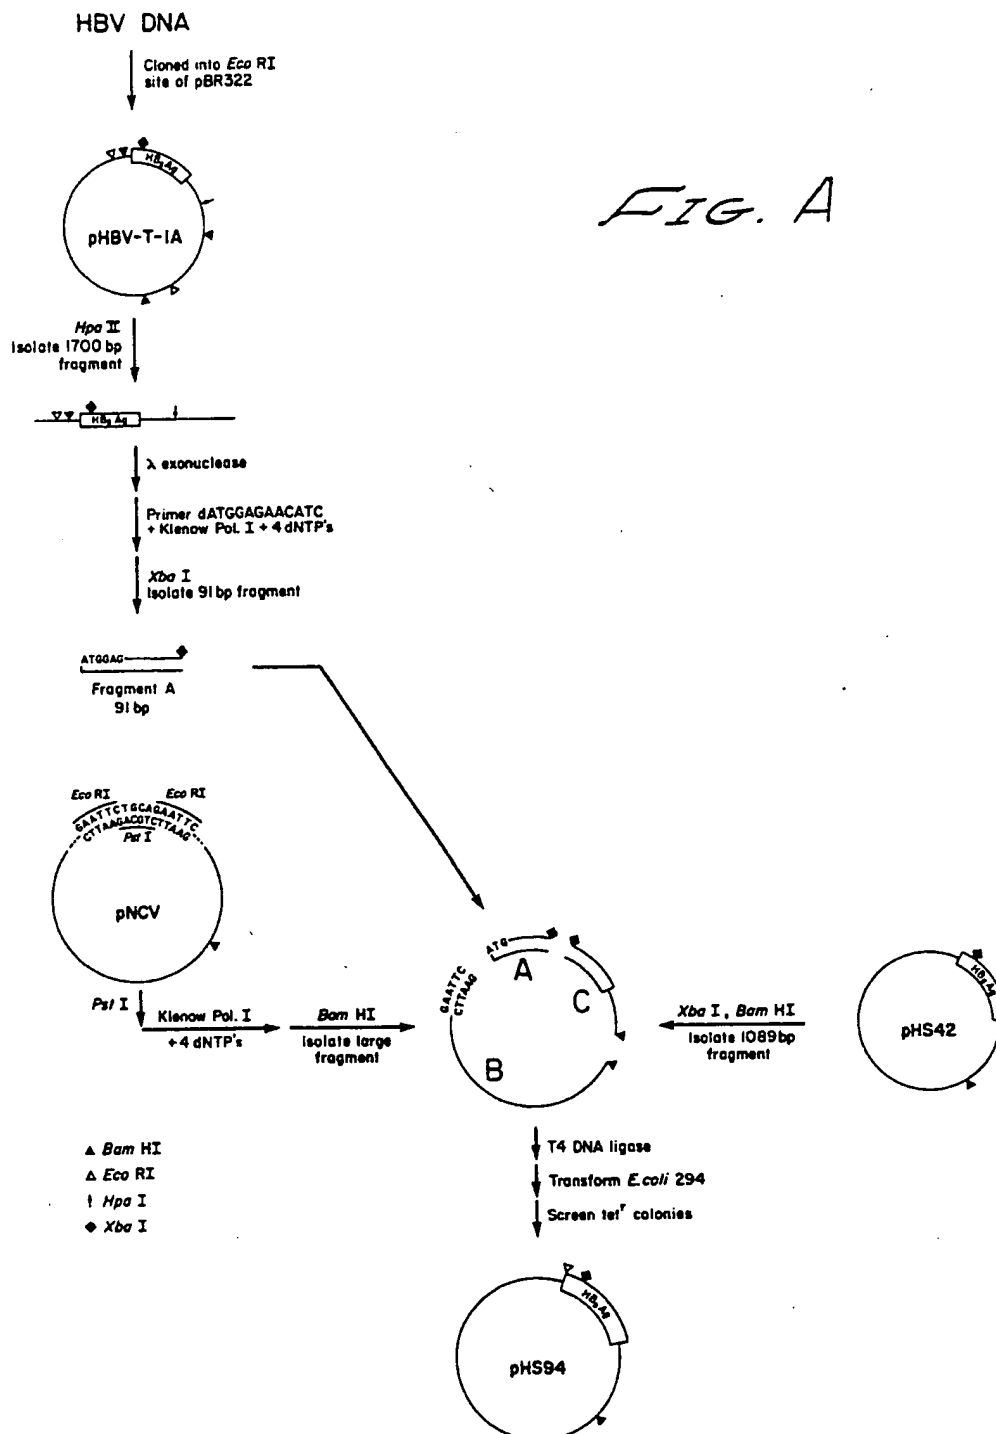 HBV DNA
Cloned into Eco RI
site of pBR322
HBsAg
pHBV-T-1A
FIG. A
Hpa II
Isolate 1700 bp
fragment
HBsAg
λ exonuclease
Primer dATGGAGAACATC
+ Klenow Pol. I + 4 dNTP's
Xba I
Isolate 91 bp fragment
ATGGAG
Fragment A
91 bp
Eco RI Eco RI
GAATTCTGCAGAATTC
CTTAAGACGTCTTAAG
Pst I
pNCV
Pst I
Klenow Pol. I
+4 dNTP's
Bam HI
Isolate large
fragment
GAATTC
CTTAAG
ATG
A
B
C
Xba I, Bam HI
Isolate 1089 bp
fragment
HBsAg
pHS42
Bam HI
Eco RI
Hpa I
Xba I
T4 DNA ligase
Transform E.coli 294
Screen tetʳ colonies
HBsAg
pHS94